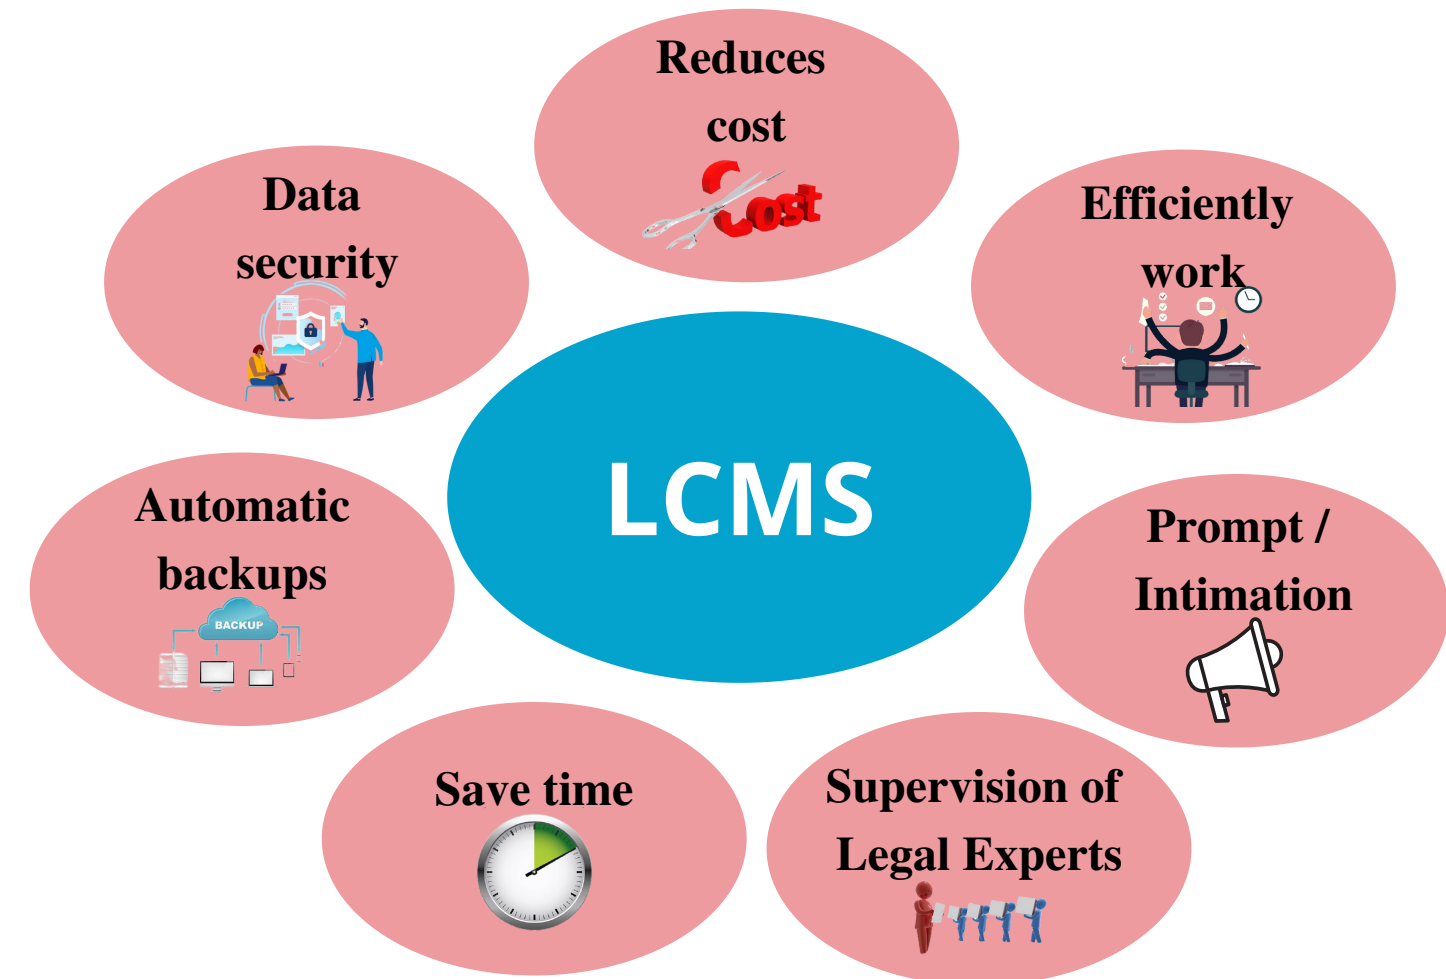 Reduces
cost
Cost
Data
security
Efficiently
work
LCMS
Automatic
backups
BACKUP
Prompt /
Intimation
Save time
Supervision of
Legal Experts